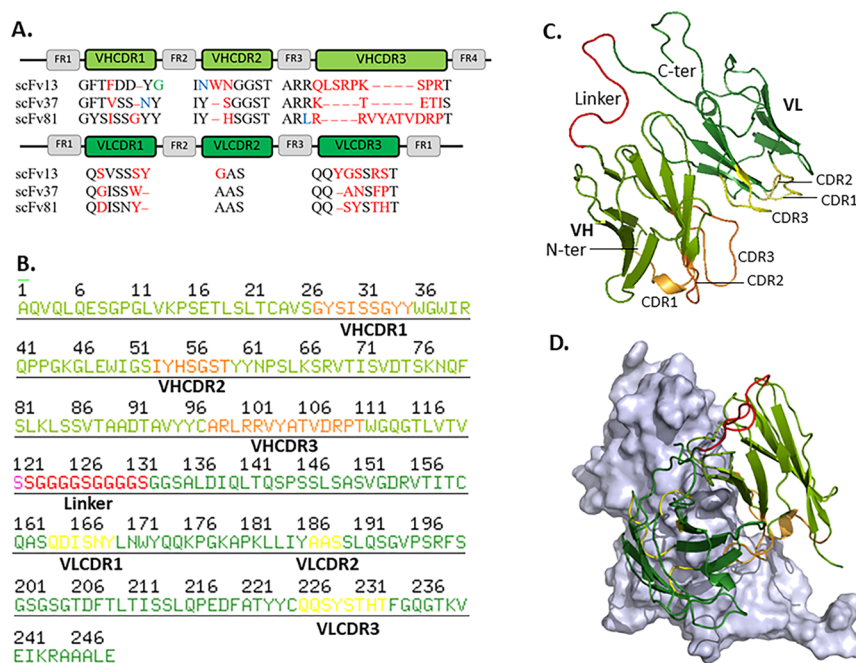 A.
FR1 VHCDR1 FR2 VHCDR2 FR3 VHCDR3 FR4
scFv13 GFTFDD–YG INWNGGST ARRQLSRPK----SPRT
scFv37 GFTVSS–NY IY–SGGST ARRK-----T-----ETIS
scFv81 GYSISSGYY IY–HSGST ARLR----RVYATVDRPT
FR1 VLCDR1 FR2 VLCDR2 FR3 VLCDR3 FR1
scFv13 QSVSSSY GAS QQYGSSRST
scFv37 QGISSW– AAS QQ–ANSFPT
scFv81 QDISNY– AAS QQ–SYSTHT
B.
1 6 11 16 21 26 31 36
AQVQLQESGPGLVKPSETLSLTCAVSGYSISSGYYWGWIR
VHCDR1
41 46 51 56 61 66 71 76
QPPGKGLEWIGSIYHSGSTYYNPSLKSRVTISVDTSKNQF
VHCDR2
81 86 91 96 101 106 111 116
SLKLSSVTAADTAVYYCARLRRVYATVDRPTWGQGTLVTV
VHCDR3
121 126 131 136 141 146 151 156
SSGGGGSGGGGSGGSALDIQLTQSPSSLSASVGDRVTITC
Linker
161 166 171 176 181 186 191 196
QASQDISNYLNWYQQKPGKAPKLLIYAASSLQSGVPSRFS
VLCDR1 VLCDR2
201 206 211 216 221 226 231 236
GSGSGTDFTLTISSLQPEDFATYYCQQSYSTHTFGQGTKV
VLCDR3
241 246
EIKRAAALE
C.
C-ter
Linker
VL
CDR2
CDR1
CDR3
VH
N-ter
CDR3
CDR2
CDR1
D.